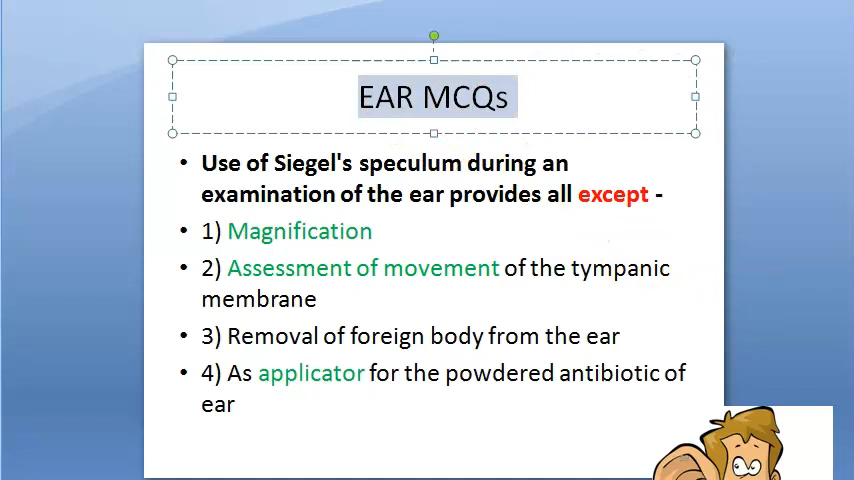 EAR MCQs
• Use of Siegel's speculum during an
examination of the ear provides all except -
• 1) Magnification
• 2) Assessment of movement of the tympanic
membrane
• 3) Removal of foreign body from the ear
• 4) As applicator for the powdered antibiotic of
ear